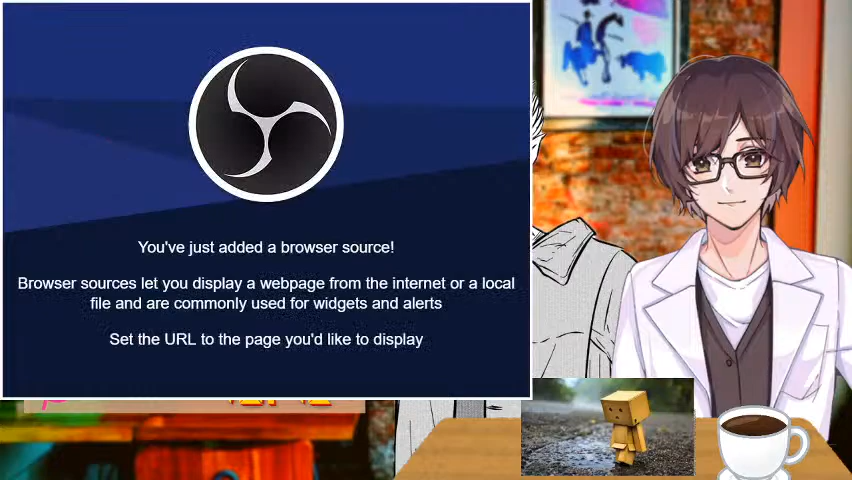 You've just added a browser source!
Browser sources let you display a webpage from the internet or a local
file and are commonly used for widgets and alerts
Set the URL to the page you'd like to display